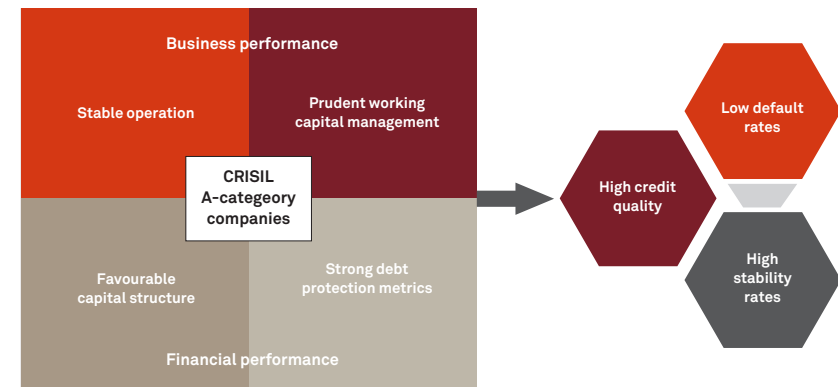 Business performance
Stable operation
Prudent working
capital management
CRISIL
A-categeory
companies
Favourable
capital structure
Strong debt
protection metrics
Financial performance
High credit
quality
Low default
rates
High
stability
rates